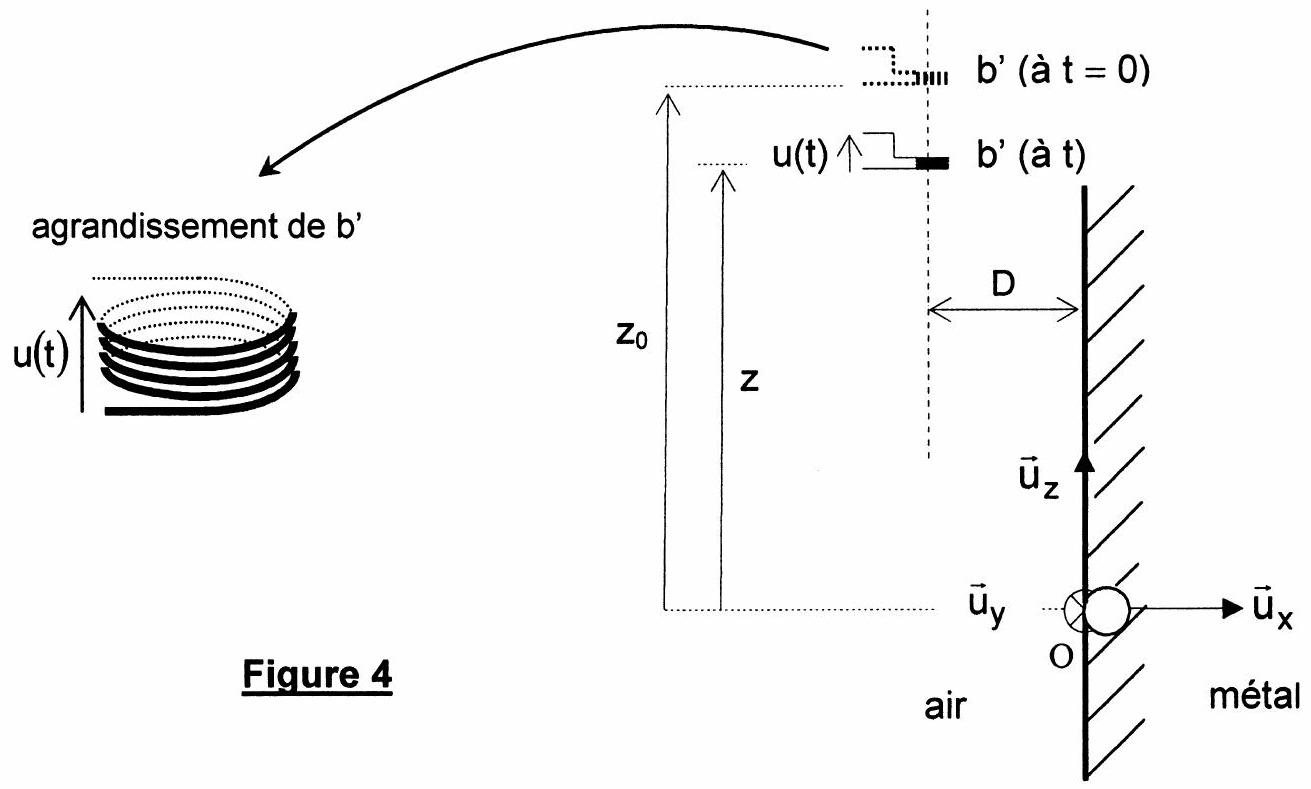 b' (à t = 0)
u(t)
b' (à t)
agrandissement de b'
D
u(t)
z₀
z
u⃗z
u⃗y
u⃗x
O
Figure 4
air
métal